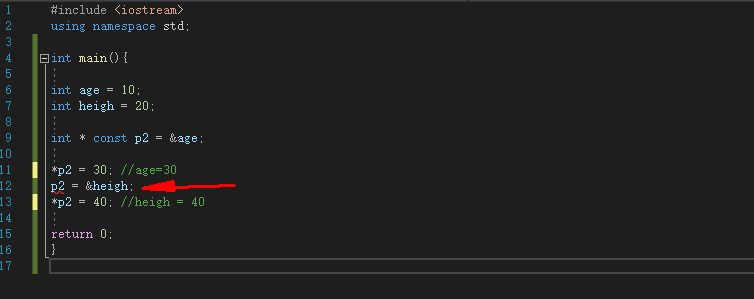 1 #include <iostream>
2 using namespace std;
3
4 int main(){
5
6 int age = 10;
7 int heigh = 20;
8
9 int * const p2 = &age;
10
11 *p2 = 30; //age=30
12 p2 = &heigh;
13 *p2 = 40; //heigh = 40
14
15 return 0;
16 }
17